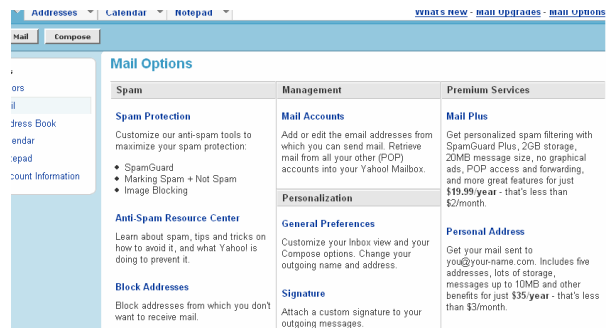 Addresses Calendar Notepad What's New - Mail Upgrades - Mail Options
Mail Compose
Mail Options
Address Book
Account Information
Spam
Spam Protection
Customize our anti-spam tools to
maximize your spam protection:
SpamGuard
Marking Spam + Not Spam
Image Blocking
Anti-Spam Resource Center
Learn about spam, tips and tricks on
how to avoid it, and what Yahoo! is
doing to prevent it.
Block Addresses
Block addresses from which you don't
want to receive mail.
Management
Mail Accounts
Add or edit the email addresses from
which you can send mail. Retrieve
mail from all your other (POP)
accounts into your Yahoo! Mailbox.
Personalization
General Preferences
Customize your Inbox view and your
Compose options. Change your
outgoing name and address.
Signature
Attach a custom signature to your
outgoing messages.
Premium Services
Mail Plus
Get personalized spam filtering with
SpamGuard Plus, 2GB storage,
20MB message size, no graphical
ads, POP access and forwarding,
and more great features for just
$19.99/year - that's less than
$2/month.
Personal Address
Get your mail sent to
you@your-name.com. Includes five
addresses, lots of storage,
messages up to 10MB and other
benefits for just $35/year - that's less
than $3/month.